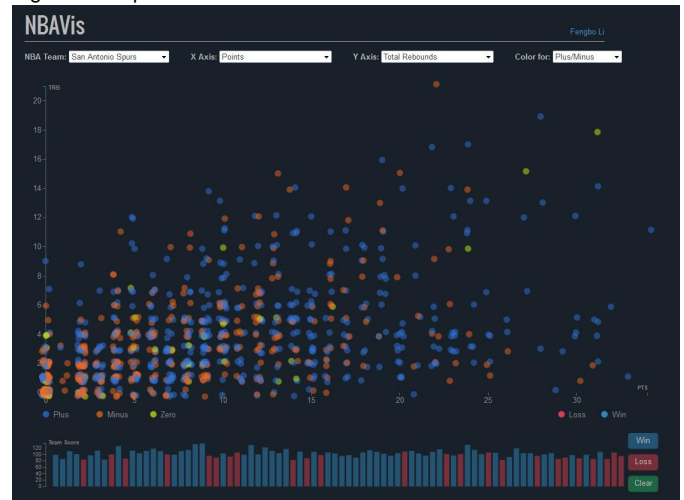 NBAVis
Fengbo Li
NBA Team: San Antonio Spurs X Axis: Points Y Axis: Total Rebounds Color for: Plus/Minus
TRB
20
18
16
14
12
10
8
6
4
2
0 5 10 15 20 25 30
PTS
Plus Minus Zero Loss Win
Team Score
120
100
80
60
40
20
0
Win
Loss
Clear